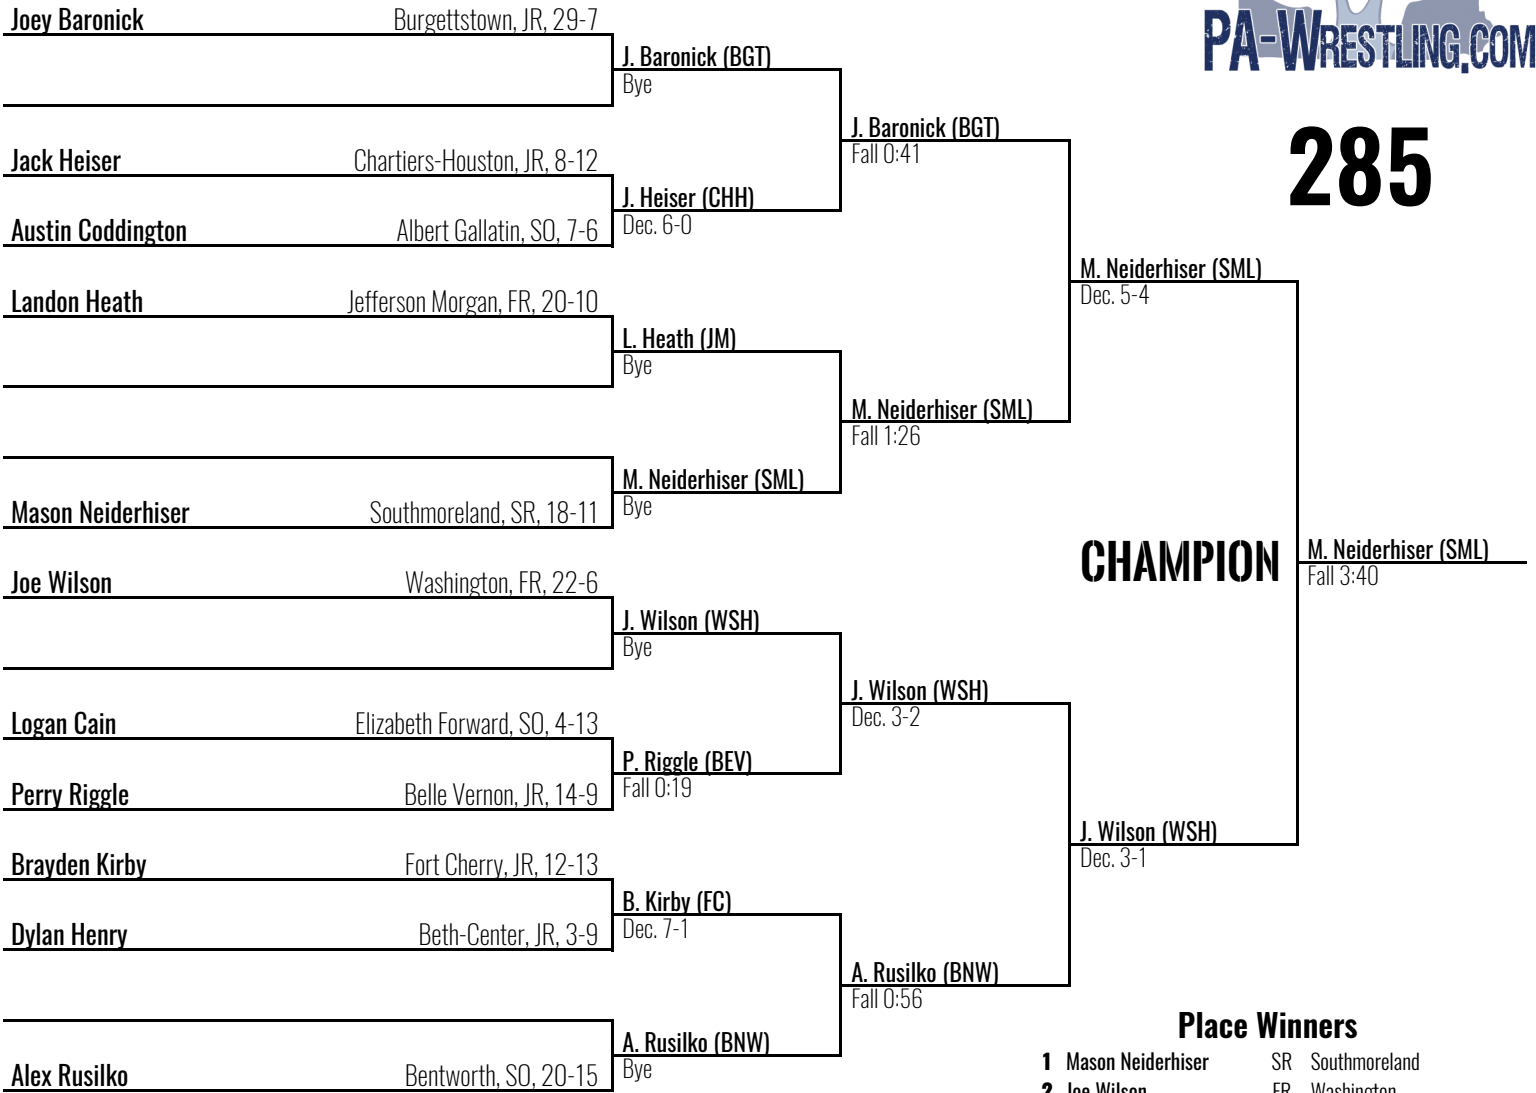 PA-WRESTLING.COM
285
Joey Baronick Burgettstown, JR, 29-7
J. Baronick (BGT)
Bye
J. Baronick (BGT)
Fall 0:41
Jack Heiser Chartiers-Houston, JR, 8-12
J. Heiser (CHH)
Dec. 6-0
Austin Coddington Albert Gallatin, SO, 7-6
M. Neiderhiser (SML)
Dec. 5-4
Landon Heath Jefferson Morgan, FR, 20-10
L. Heath (JM)
Bye
M. Neiderhiser (SML)
Fall 1:26
M. Neiderhiser (SML)
Bye
Mason Neiderhiser Southmoreland, SR, 18-11
CHAMPION
M. Neiderhiser (SML)
Fall 3:40
Joe Wilson Washington, FR, 22-6
J. Wilson (WSH)
Bye
J. Wilson (WSH)
Dec. 3-2
Logan Cain Elizabeth Forward, SO, 4-13
P. Riggle (BEV)
Fall 0:19
Perry Riggle Belle Vernon, JR, 14-9
J. Wilson (WSH)
Dec. 3-1
Brayden Kirby Fort Cherry, JR, 12-13
B. Kirby (FC)
Dec. 7-1
Dylan Henry Beth-Center, JR, 3-9
A. Rusilko (BNW)
Fall 0:56
A. Rusilko (BNW)
Bye
Alex Rusilko Bentworth, SO, 20-15
Place Winners
1 Mason Neiderhiser SR Southmoreland
2 Joe Wilson FR Washington